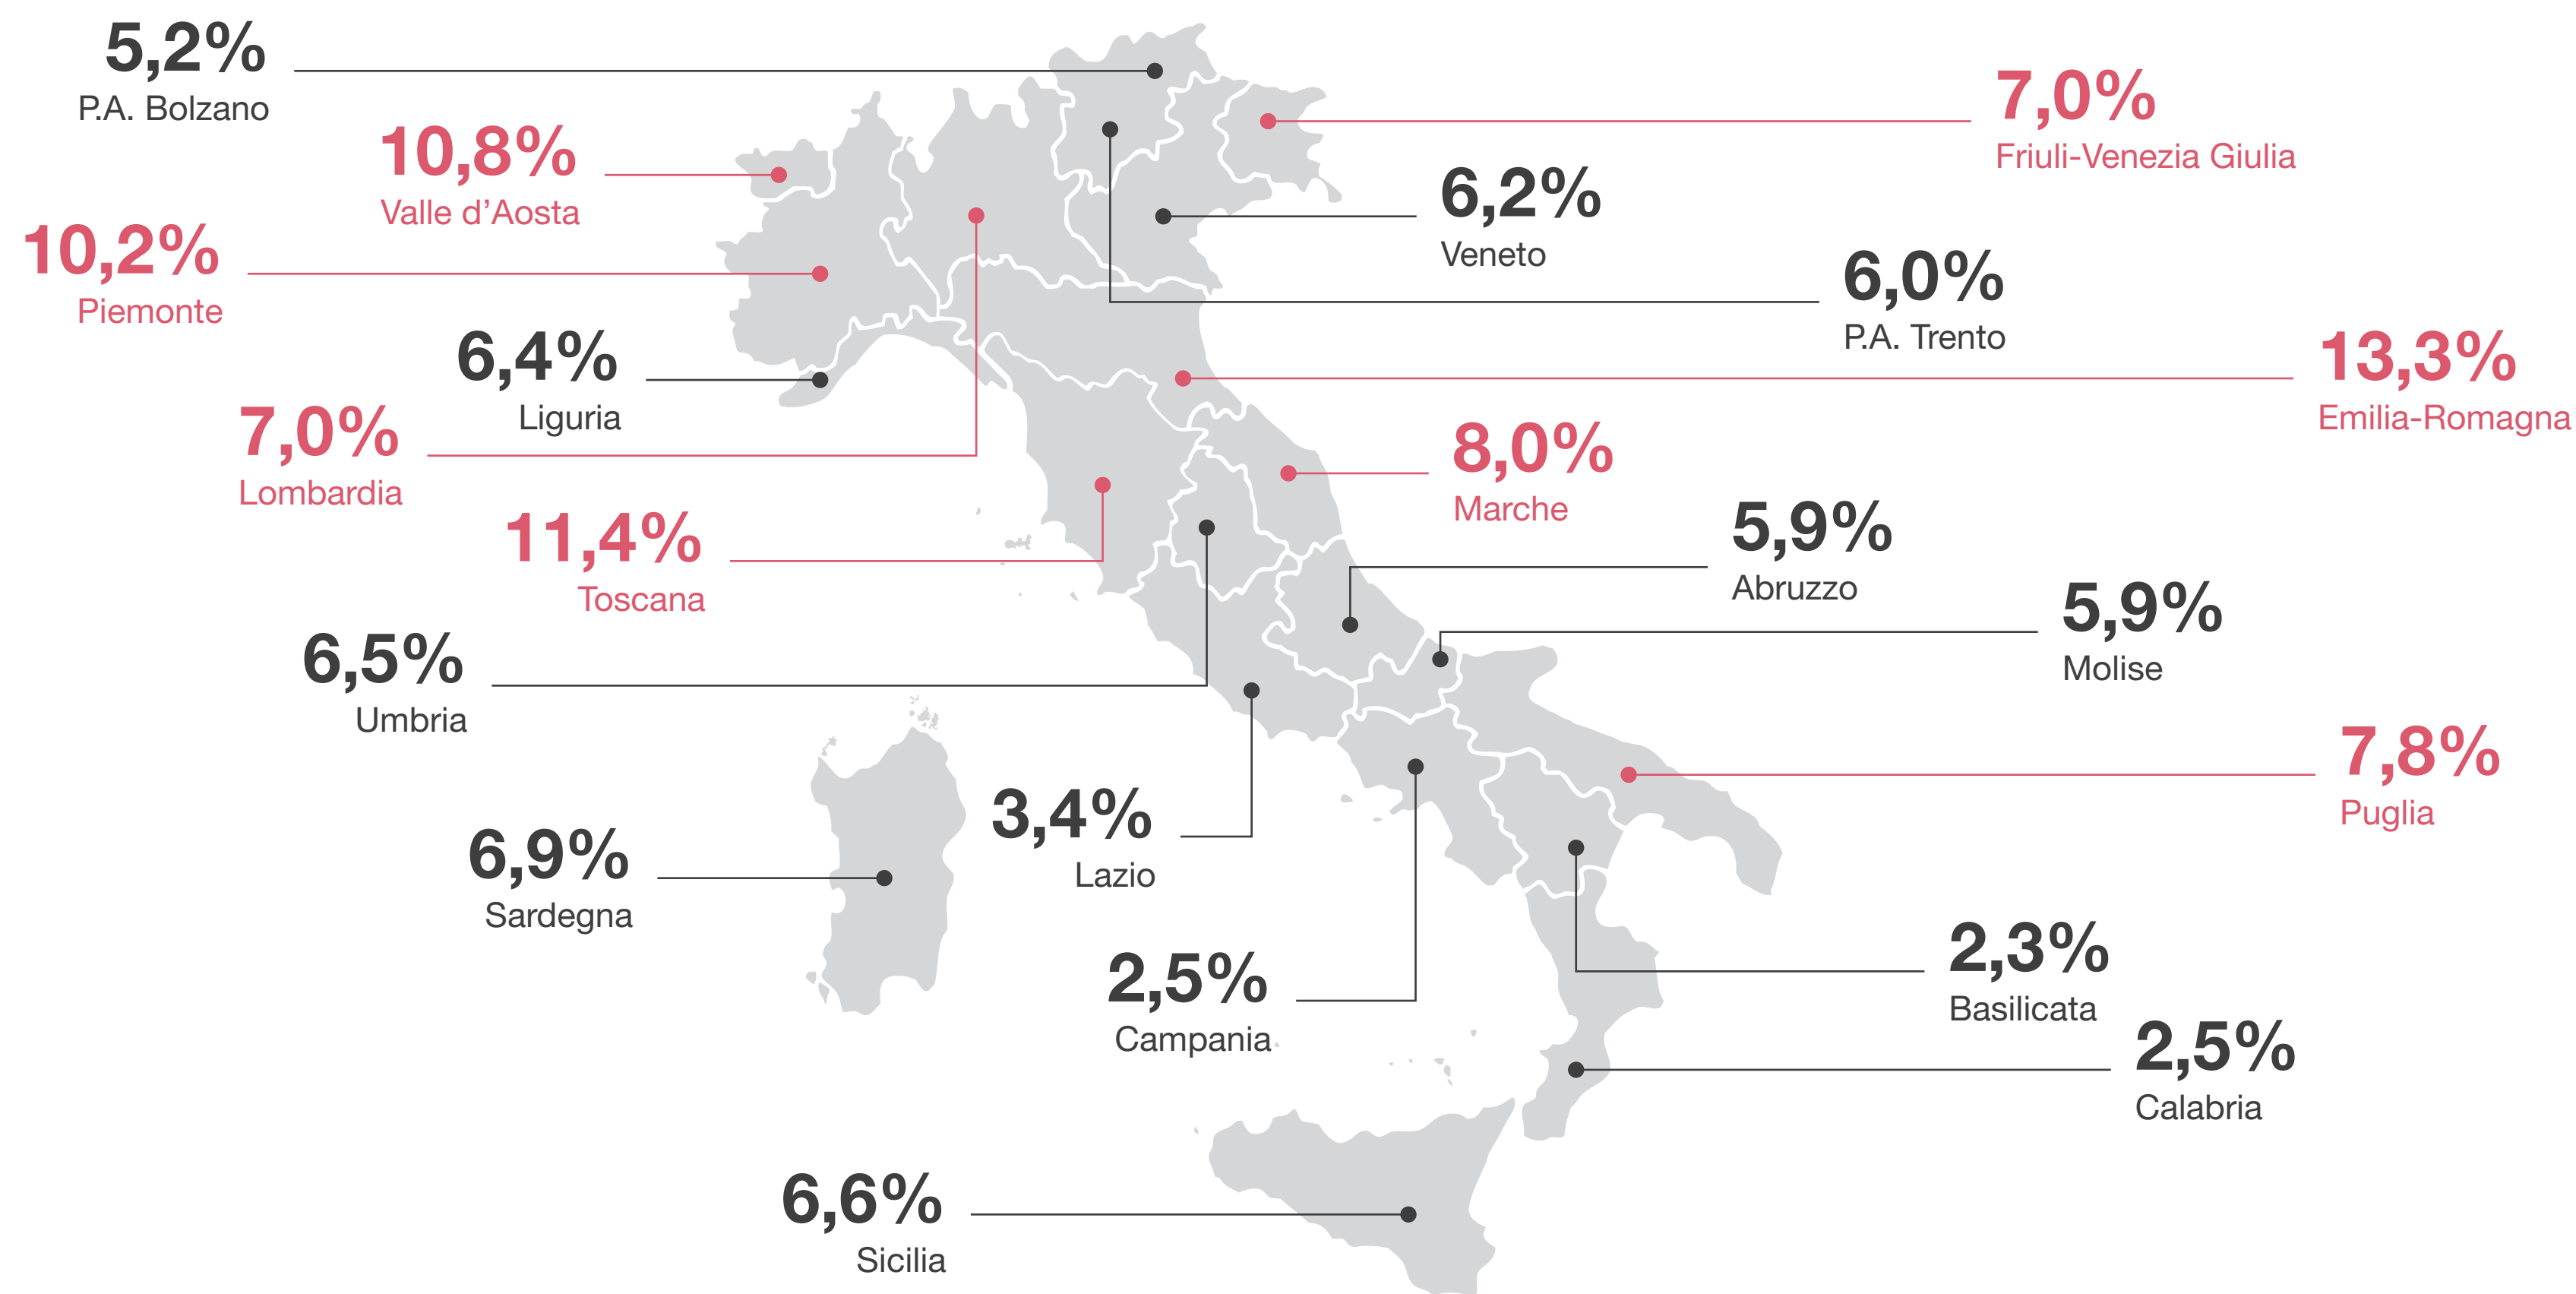 5,2%
P.A. Bolzano
7,0%
Friuli-Venezia Giulia
10,8%
Valle d’Aosta
6,2%
Veneto
10,2%
Piemonte
6,0%
P.A. Trento
6,4%
Liguria
13,3%
Emilia-Romagna
7,0%
Lombardia
8,0%
Marche
11,4%
Toscana
5,9%
Abruzzo
5,9%
Molise
6,5%
Umbria
7,8%
Puglia
3,4%
Lazio
6,9%
Sardegna
2,3%
Basilicata
2,5%
Campania
2,5%
Calabria
6,6%
Sicilia